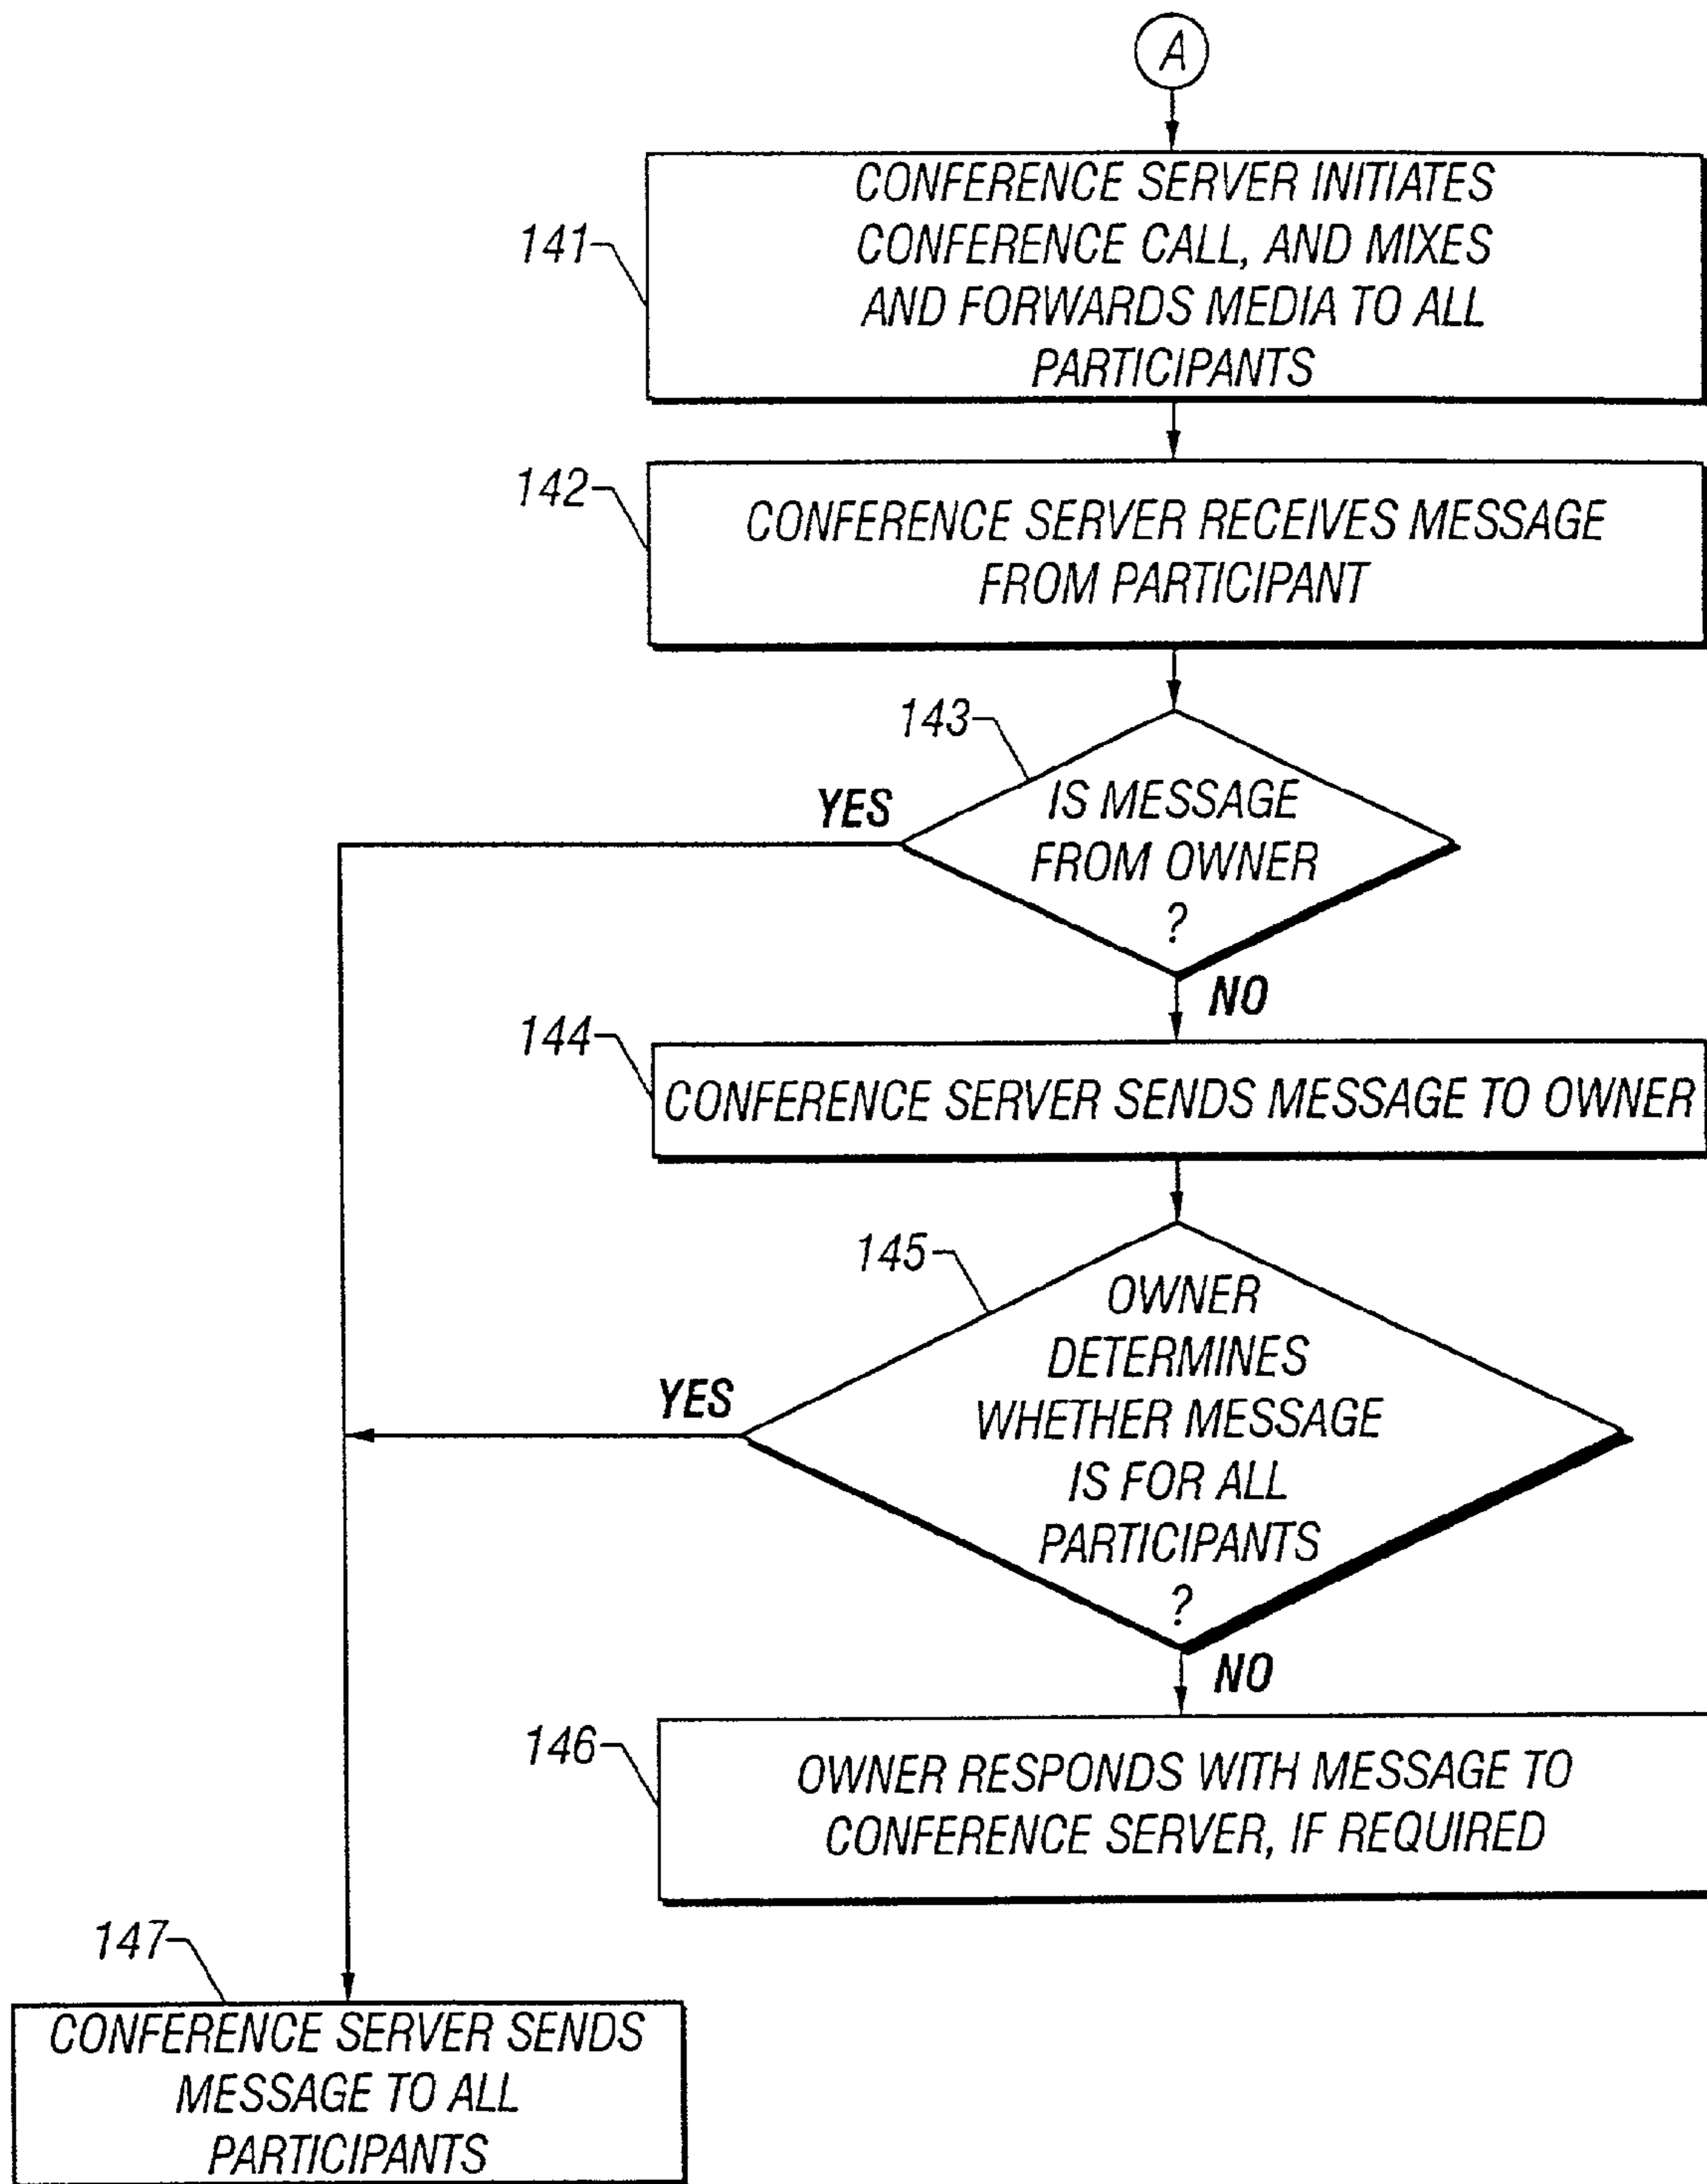 A
141
CONFERENCE SERVER INITIATES
CONFERENCE CALL, AND MIXES
AND FORWARDS MEDIA TO ALL
PARTICIPANTS
142
CONFERENCE SERVER RECEIVES MESSAGE
FROM PARTICIPANT
143
YES
IS MESSAGE
FROM OWNER
?
NO
144
CONFERENCE SERVER SENDS MESSAGE TO OWNER
145
YES
OWNER
DETERMINES
WHETHER MESSAGE
IS FOR ALL
PARTICIPANTS
?
NO
146
OWNER RESPONDS WITH MESSAGE TO
CONFERENCE SERVER, IF REQUIRED
147
CONFERENCE SERVER SENDS
MESSAGE TO ALL
PARTICIPANTS